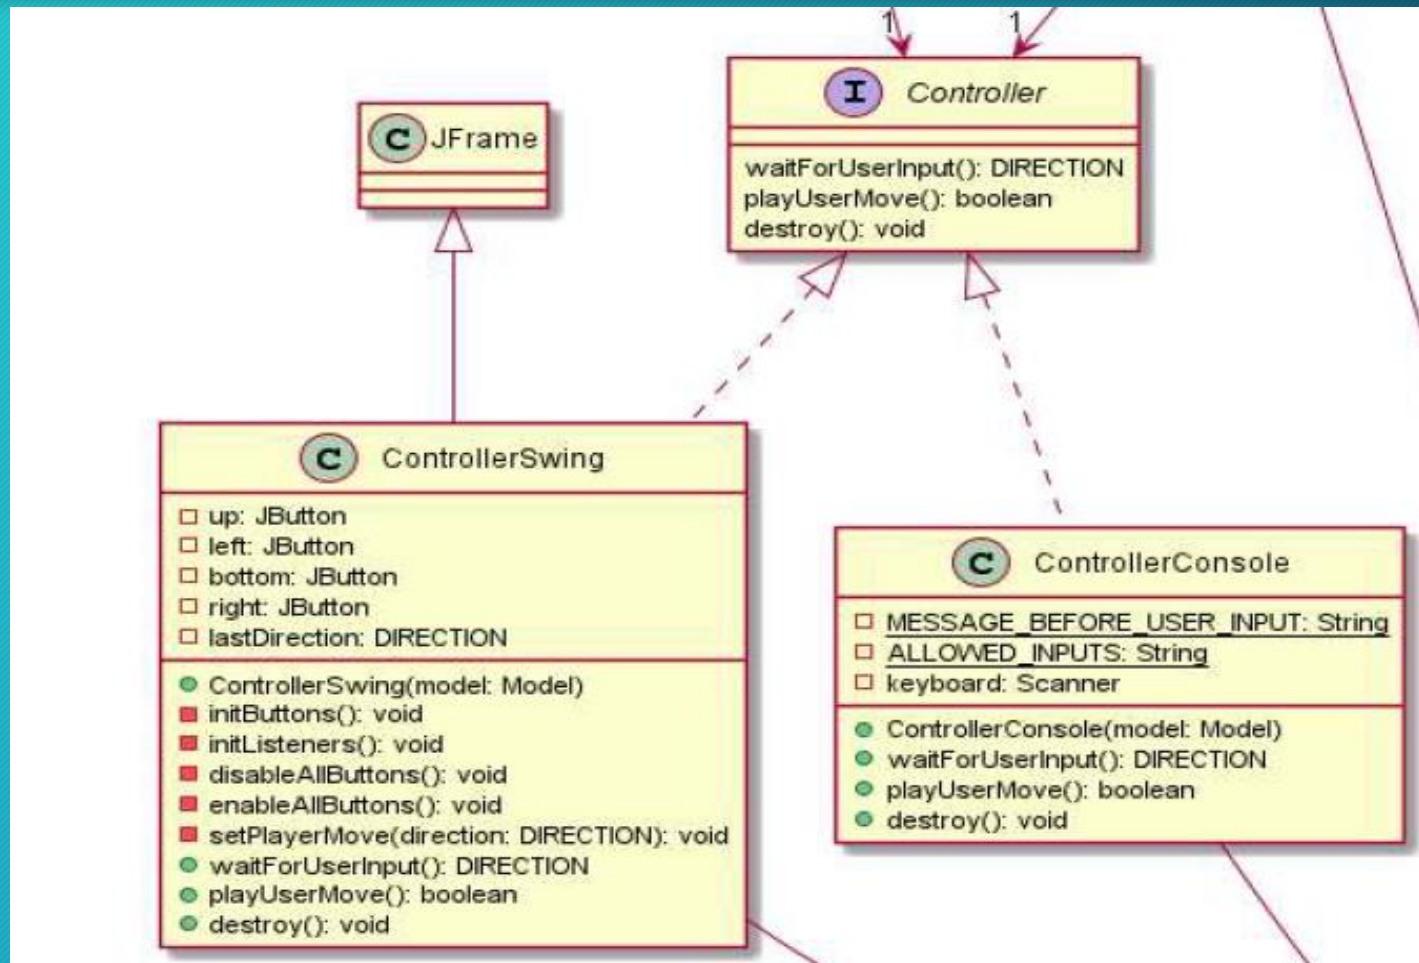 1
1
I
Controller
waitForUserInput(): DIRECTION
playUserMove(): boolean
destroy(): void
C
JFrame
C
ControllerSwing
up: JButton
left: JButton
bottom: JButton
right: JButton
lastDirection: DIRECTION
ControllerSwing(model: Model)
initButtons(): void
initListeners(): void
disableAllButtons(): void
enableAllButtons(): void
setPlayerMove(direction: DIRECTION): void
waitForUserInput(): DIRECTION
playUserMove(): boolean
destroy(): void
C
ControllerConsole
MESSAGE_BEFORE_USER_INPUT: String
ALLOWED_INPUTS: String
keyboard: Scanner
ControllerConsole(model: Model)
waitForUserInput(): DIRECTION
playUserMove(): boolean
destroy(): void